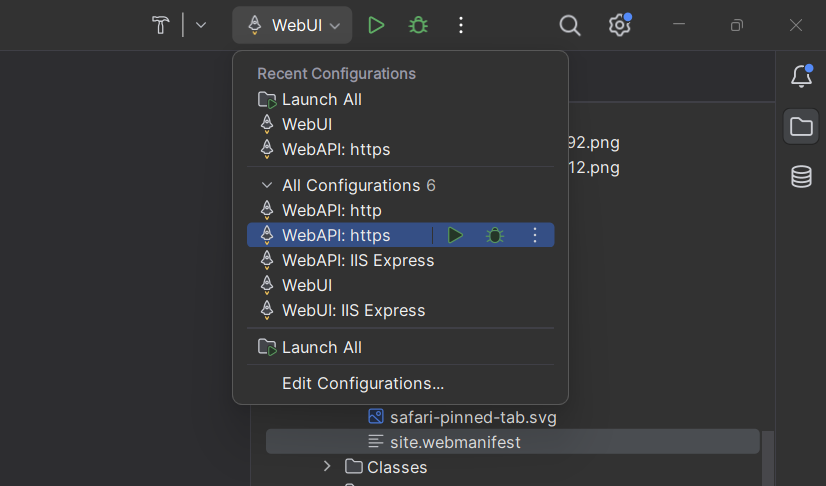 WebUI
Recent Configurations
Launch All
WebUI
WebAPI: https
92.png
12.png
All Configurations 6
WebAPI: http
WebAPI: https
WebAPI: IIS Express
WebUI
WebUI: IIS Express
Launch All
Edit Configurations...
safari-pinned-tab.svg
site.webmanifest
Classes